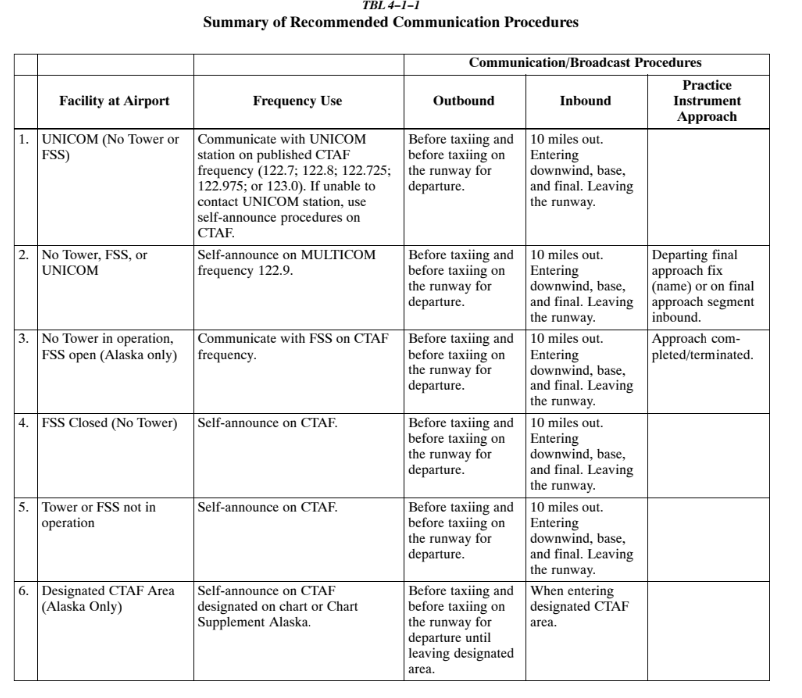 TBL 4-1-1
Summary of Recommended Communication Procedures
Communication/Broadcast Procedures
Facility at Airport
Frequency Use
Outbound
Inbound
Practice
Instrument
Approach
1.
UNICOM (No Tower or
FSS)
Communicate with UNICOM
station on published CTAF
frequency (122.7; 122.8; 122.725;
122.975; or 123.0). If unable to
contact UNICOM station, use
self-announce procedures on
CTAF.
Before taxiing and
before taxiing on
the runway for
departure.
10 miles out.
Entering
downwind, base,
and final. Leaving
the runway.
2.
No Tower, FSS, or
UNICOM
Self-announce on MULTICOM
frequency 122.9.
Before taxiing and
before taxiing on
the runway for
departure.
10 miles out.
Entering
downwind, base,
and final. Leaving
the runway.
Departing final
approach fix
(name) or on final
approach segment
inbound.
3.
No Tower in operation,
FSS open (Alaska only)
Communicate with FSS on CTAF
frequency.
Before taxiing and
before taxiing on
the runway for
departure.
10 miles out.
Entering
downwind, base,
and final. Leaving
the runway.
Approach com-
pleted/terminated.
4.
FSS Closed (No Tower)
Self-announce on CTAF.
Before taxiing and
before taxiing on
the runway for
departure.
10 miles out.
Entering
downwind, base,
and final. Leaving
the runway.
5.
Tower or FSS not in
operation
Self-announce on CTAF.
Before taxiing and
before taxiing on
the runway for
departure.
10 miles out.
Entering
downwind, base,
and final. Leaving
the runway.
6.
Designated CTAF Area
(Alaska Only)
Self-announce on CTAF
designated on chart or Chart
Supplement Alaska.
Before taxiing and
before taxiing on
the runway for
departure until
leaving designated
area.
When entering
designated CTAF
area.